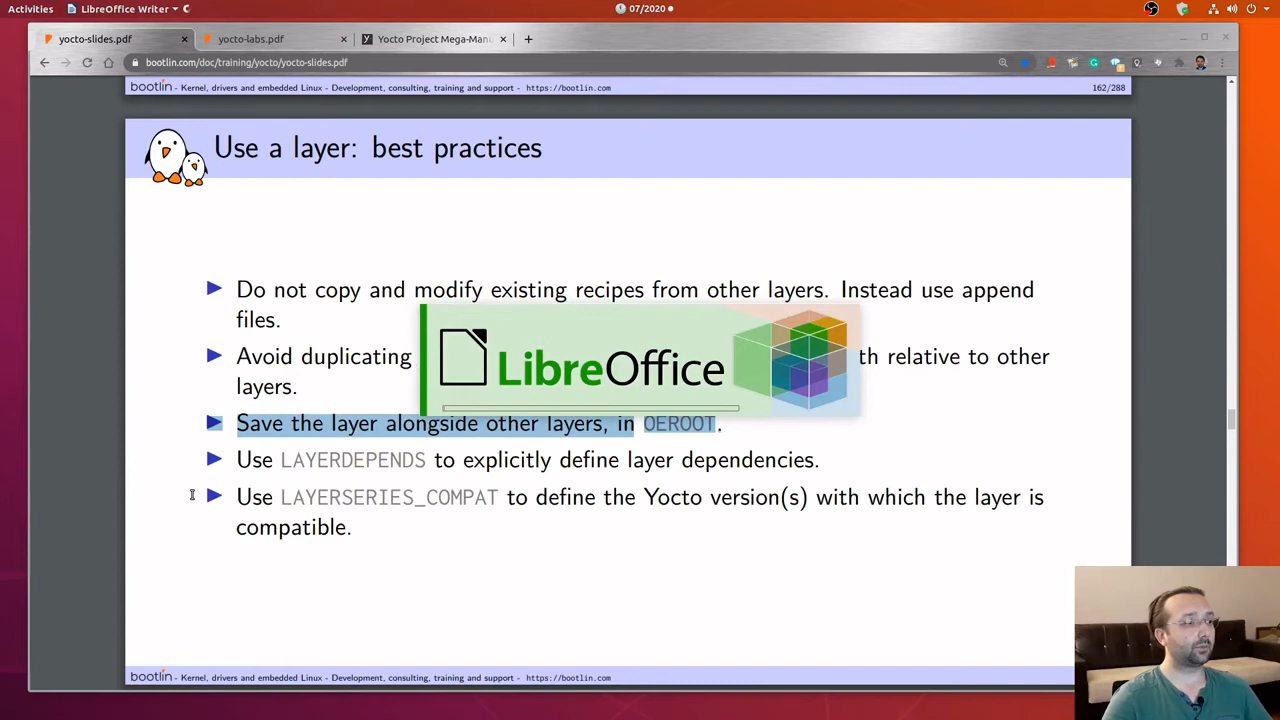 Activities LibreOffice Writer 07/2020
yocto-slides.pdf × yocto-labs.pdf × Yocto Project Mega-Manu × +
bootlin.com/doc/training/yocto/yocto-slides.pdf
bootlin - Kernel, drivers and embedded Linux - Development, consulting, training and support - https://bootlin.com 162/288
Use a layer: best practices
Do not copy and modify existing recipes from other layers. Instead use append
files.
Avoid duplicating th relative to other
layers.
LibreOffice
Save the layer alongside other layers, in OEROOT.
Use LAYERDEPENDS to explicitly define layer dependencies.
Use LAYERSERIES_COMPAT to define the Yocto version(s) with which the layer is
compatible.
bootlin - Kernel, drivers and embedded Linux - Development, consulting, training and support - https://bootlin.com